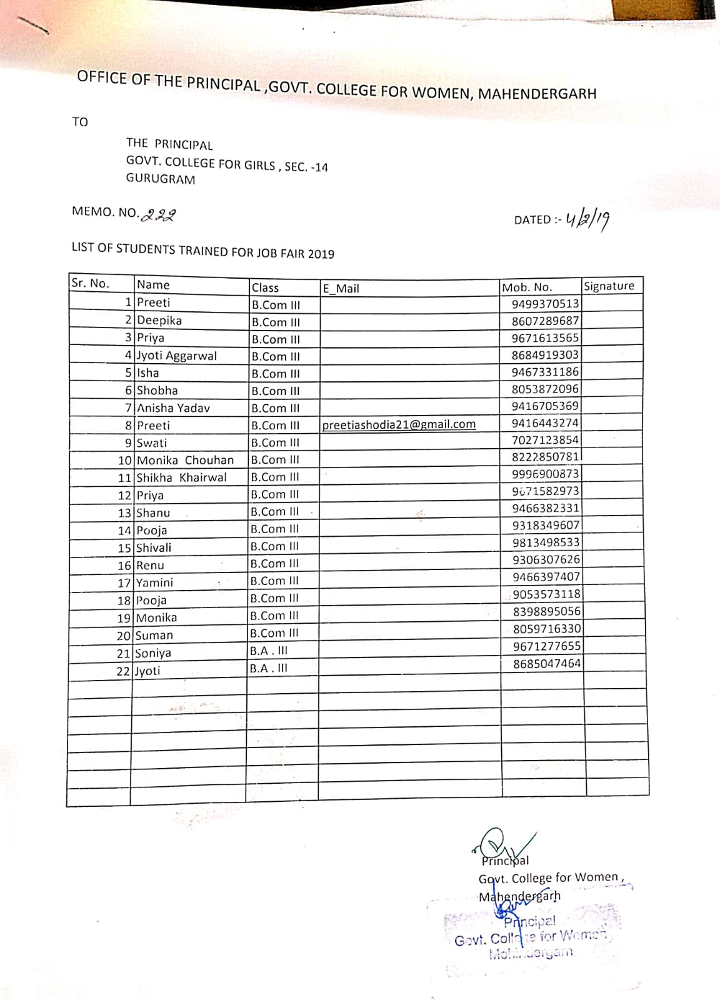 OFFICE OF THE PRINCIPAL ,GOVT. COLLEGE FOR WOMEN, MAHENDERGARH
TO
THE PRINCIPAL
GOVT. COLLEGE FOR GIRLS , SEC. -14
GURUGRAM
MEMO. NO. 222 DATED :- 4/2/19
LIST OF STUDENTS TRAINED FOR JOB FAIR 2019
Sr. No. Name Class E_Mail Mob. No. Signature
1 Preeti B.Com III 9499370513
2 Deepika B.Com III 8607289687
3 Priya B.Com III 9671613565
4 Jyoti Aggarwal B.Com III 8684919303
5 Isha B.Com III 9467331186
6 Shobha B.Com III 8053872096
7 Anisha Yadav B.Com III 9416705369
8 Preeti B.Com III preetiashodia21@gmail.com 9416443274
9 Swati B.Com III 7027123854
10 Monika Chouhan B.Com III 8222850781
11 Shikha Khairwal B.Com III 9996900873
12 Priya B.Com III 9671582973
13 Shanu B.Com III 9466382331
14 Pooja B.Com III 9318349607
15 Shivali B.Com III 9813498533
16 Renu B.Com III 9306307626
17 Yamini B.Com III 9466397407
18 Pooja B.Com III 9053573118
19 Monika B.Com III 8398895056
20 Suman B.Com III 8059716330
21 Soniya B.A . III 9671277655
22 Jyoti B.A . III 8685047464
Principal
Govt. College for Women ,
Mahendergarh
Principal
Govt. College for Women,
Mohindergarh